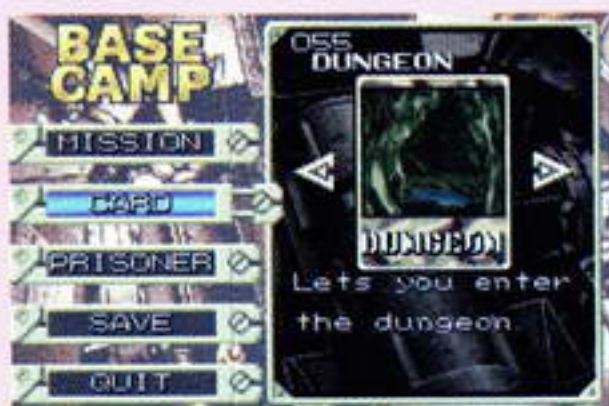 BASE
CAMP
MISSION
CARD
PRISONER
SAVE
QUIT
055
DUNGEON
DUNGEON
Lets you enter
the dungeon.